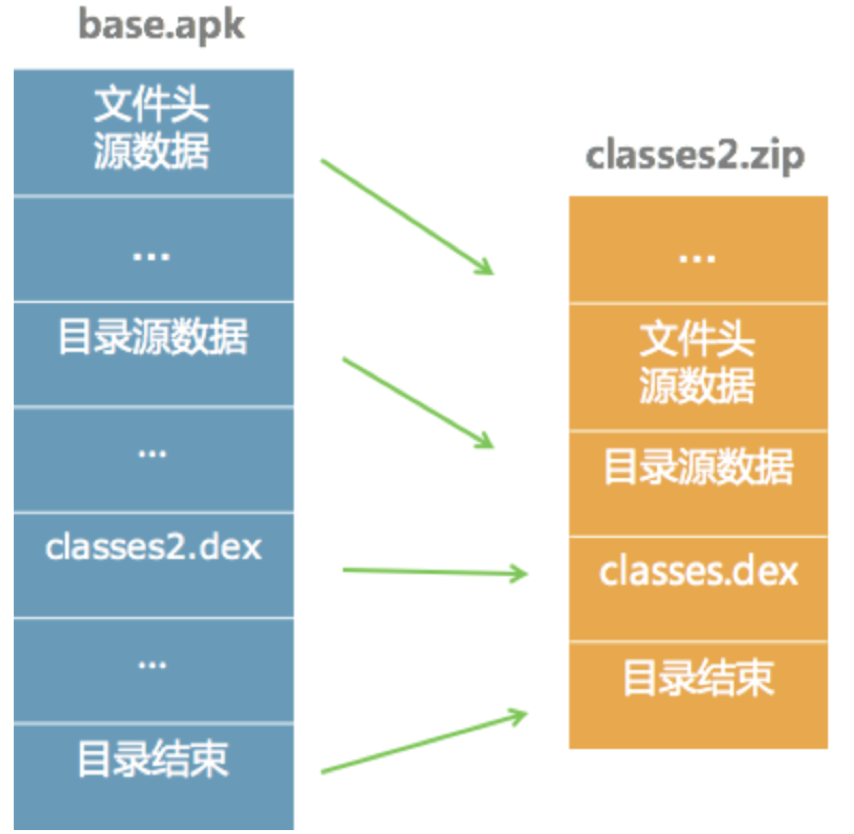 base.apk
文件头
源数据
...
目录源数据
...
classes2.dex
...
目录结束
classes2.zip
...
文件头
源数据
目录源数据
classes.dex
目录结束